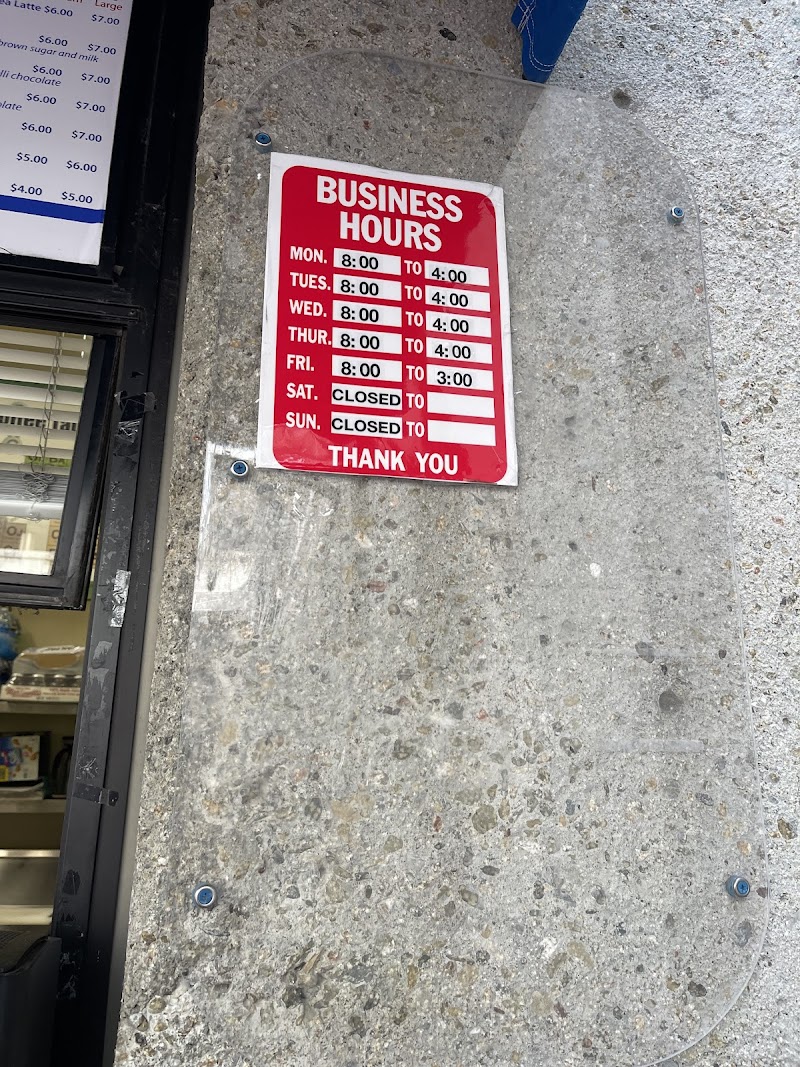 Large
ea Latte $6.00 $7.00
$6.00 $7.00
brown sugar and milk
$6.00 $7.00
chocolate
$6.00 $7.00
$6.00 $7.00
$5.00 $6.00
$4.00 $5.00
BUSINESS
HOURS
MON. 8:00 TO 4:00
TUES. 8:00 TO 4:00
WED. 8:00 TO 4:00
THUR. 8:00 TO 4:00
FRI. 8:00 TO 3:00
SAT. CLOSED TO
SUN. CLOSED TO
THANK YOU